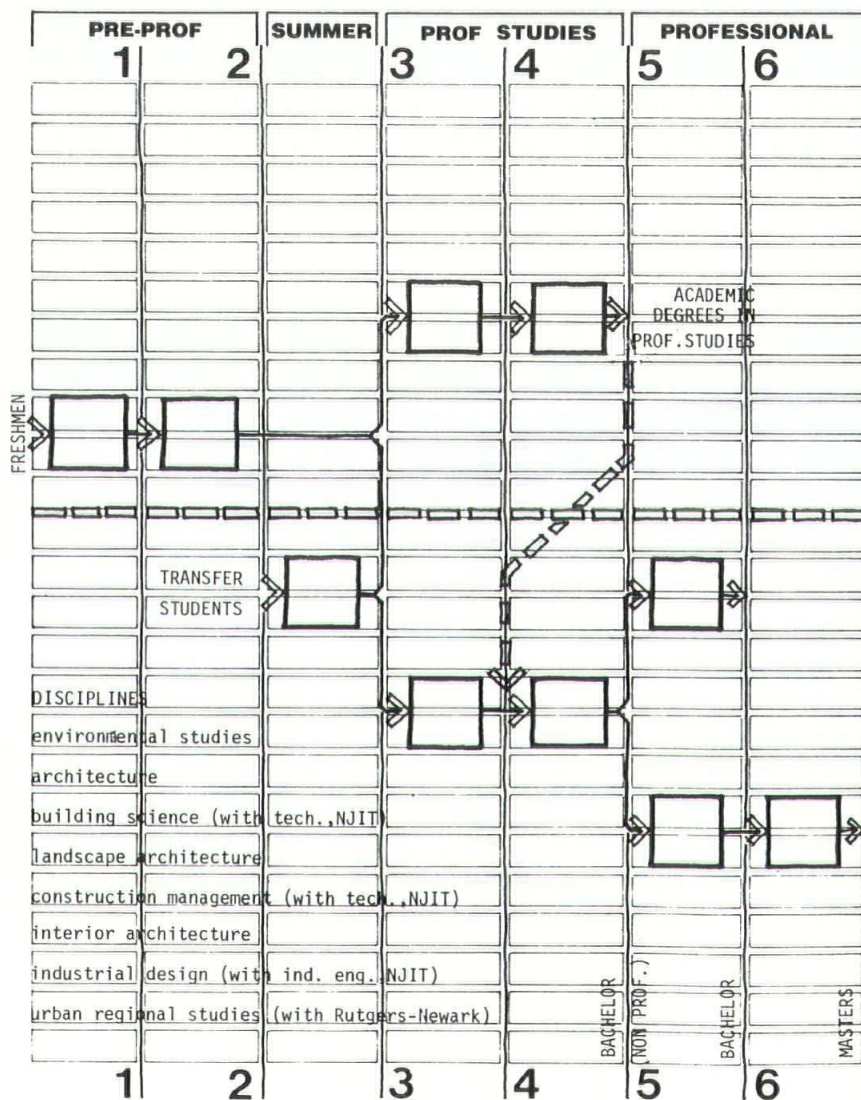 PRE-PROF SUMMER PROF STUDIES PROFESSIONAL
1 2 3 4 5 6
ACADEMIC
DEGREES IN
PROF.STUDIES
FRESHMEN
TRANSFER
STUDENTS
DISCIPLINES
environmental studies
architecture
building science (with tech.,NJIT)
landscape architecture
construction management (with tech.,NJIT)
interior architecture
industrial design (with ind. eng.,NJIT)
urban regional studies (with Rutgers-Newark)
BACHELOR
(NON PROF.)
BACHELOR
MASTERS
1 2 3 4 5 6